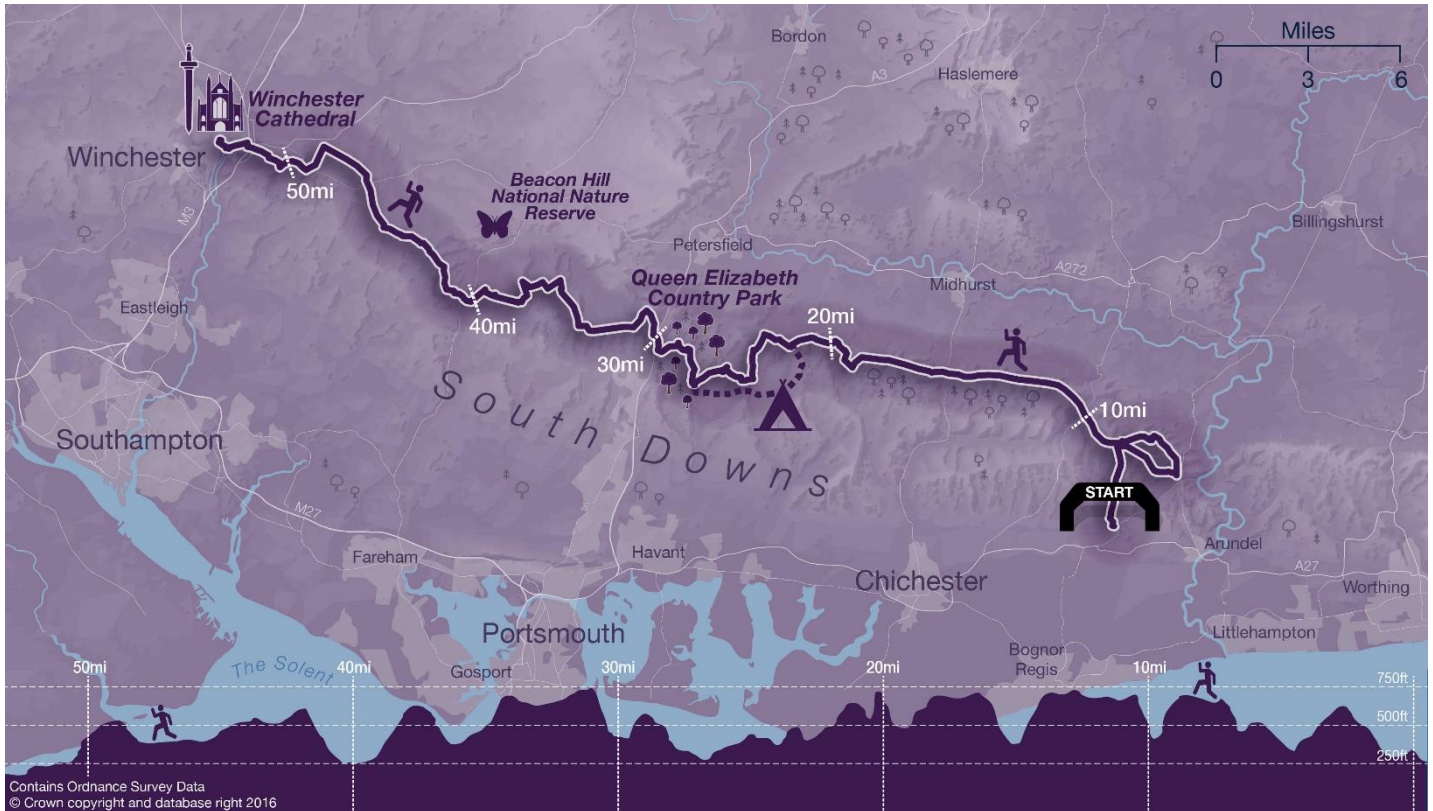 Miles
0 3 6
Bordon
A3
Haslemere
Winchester
Cathedral
Winchester
50mi
M3
Beacon Hill
National Nature
Reserve
Petersfield
Billingshurst
A272
Midhurst
Queen Elizabeth
Country Park
Eastleigh
40mi
20mi
30mi
10mi
Southampton
South Downs
START
M27
Fareham
Havant
Chichester
Arundel
A27
Worthing
Portsmouth
Littlehampton
The Solent
Gosport
Bognor
Regis
50mi
40mi
30mi
20mi
10mi
750ft
500ft
250ft
Contains Ordnance Survey Data
© Crown copyright and database right 2016